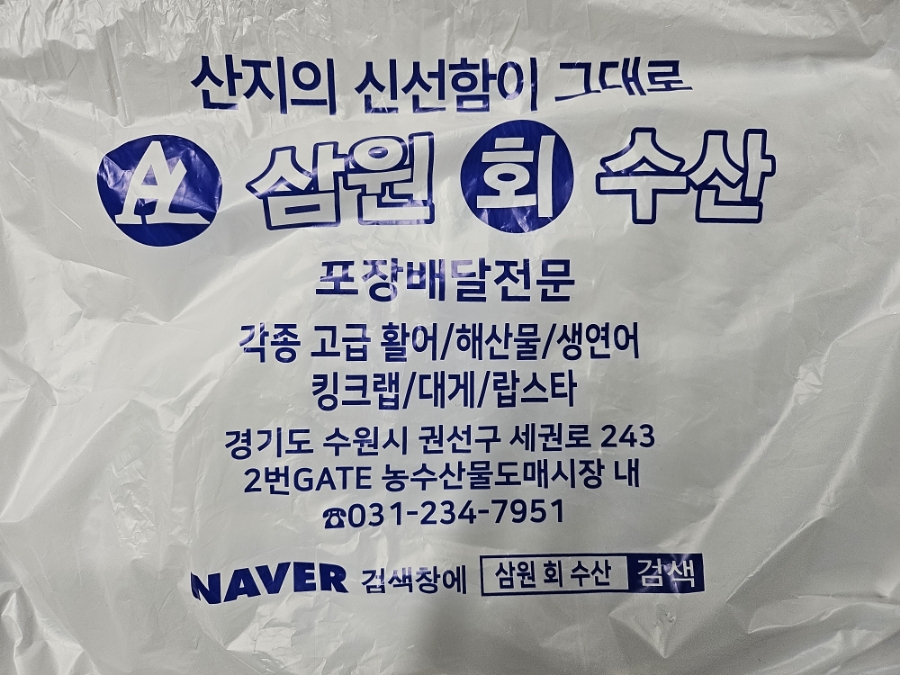 산지의 신선함이 그대로
삼원 회 수산
포장배달전문
각종 고급 활어/해산물/생연어
킹크랩/대게/랍스타
경기도 수원시 권선구 세권로 243
2번GATE 농수산물도매시장 내
☎031-234-7951
NAVER 검색창에 삼원 회 수산 검색